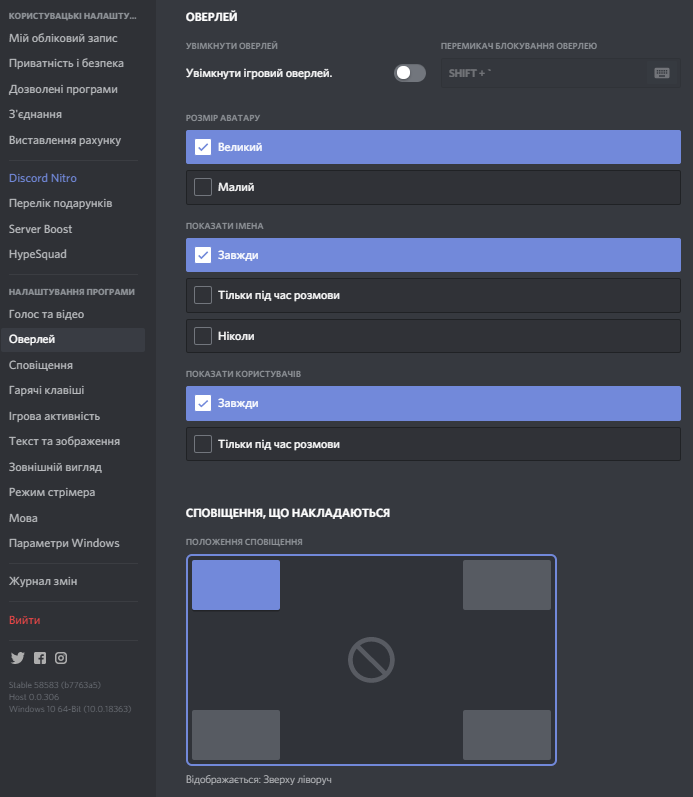 КОРИСТУВАЦЬКІ НАЛАШТУ...
Мій обліковий запис
Приватність і безпека
Дозволені програми
З'єднання
Виставлення рахунку
Discord Nitro
Перелік подарунків
Server Boost
HypeSquad
НАЛАШТУВАННЯ ПРОГРАМИ
Голос та відео
Оверлей
Сповіщення
Гарячі клавіші
Ігрова активність
Текст та зображення
Зовнішній вигляд
Режим стрімера
Мова
Параметри Windows
Журнал змін
Вийти
Stable 58583 (b7763a5)
Host 0.0.306
Windows 10 64-Bit (10.0.18363)
ОВЕРЛЕЙ
УВІМКНУТИ ОВЕРЛЕЙ
Увімкнути ігровий оверлей.
ПЕРЕМИКАЧ БЛОКУВАННЯ ОВЕРЛЕЮ
SHIFT + `
РОЗМІР АВАТАРУ
Великий
Малий
ПОКАЗАТИ ІМЕНА
Завжди
Тільки під час розмови
Ніколи
ПОКАЗАТИ КОРИСТУВАЧІВ
Завжди
Тільки під час розмови
СПОВІЩЕННЯ, ЩО НАКЛАДАЮТЬСЯ
ПОЛОЖЕННЯ СПОВІЩЕННЯ
Відображається: Зверху ліворуч